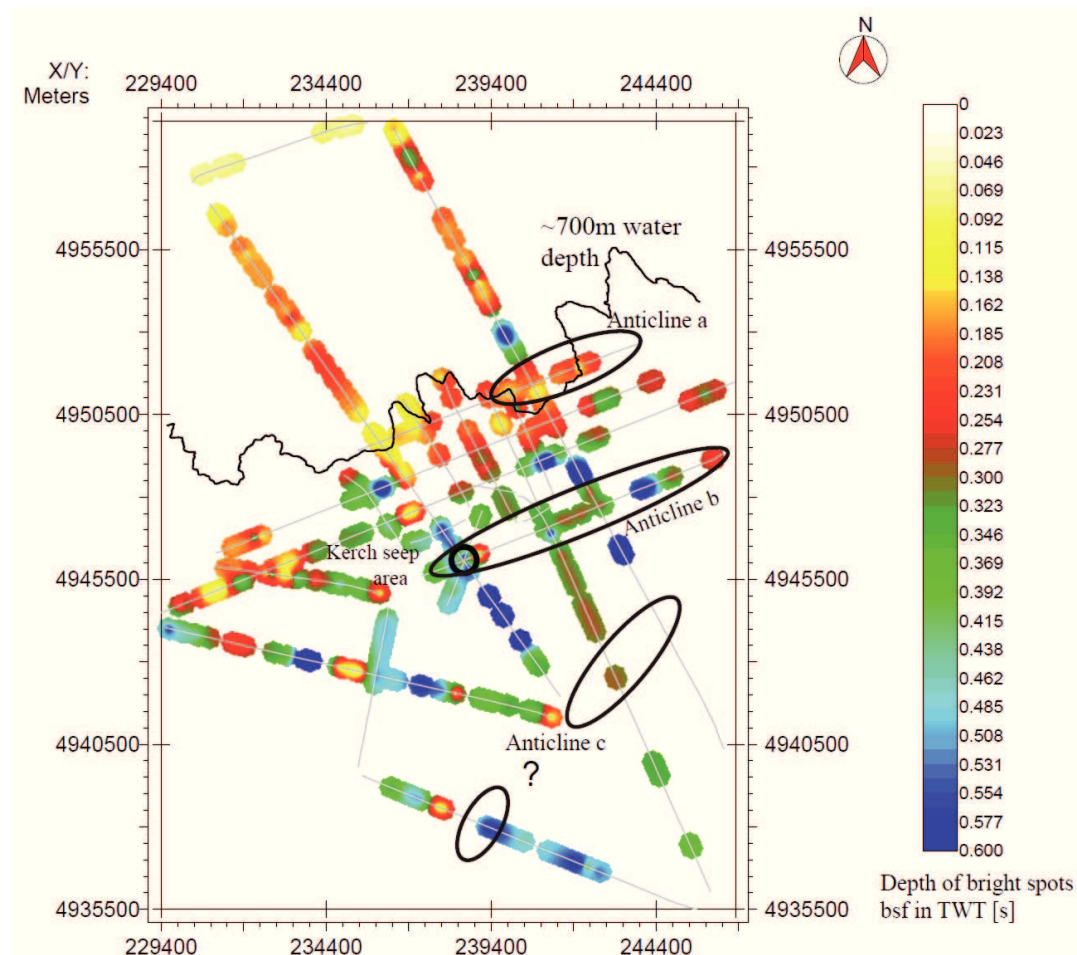 N
X/Y:
Meters
229400 234400 239400 244400
0
0.023
0.046
0.069
0.092
0.115
0.138
0.162
0.185
0.208
0.231
0.254
0.277
0.300
0.323
0.346
0.369
0.392
0.415
0.438
0.462
0.485
0.508
0.531
0.554
0.577
0.600
4955500 4955500
~700m water
depth
Anticline a
4950500 4950500
Anticline b
Kerch seep
area
4945500 4945500
4940500 4940500
Anticline c
?
4935500 4935500
229400 234400 239400 244400
Depth of bright spots
bsf in TWT [s]